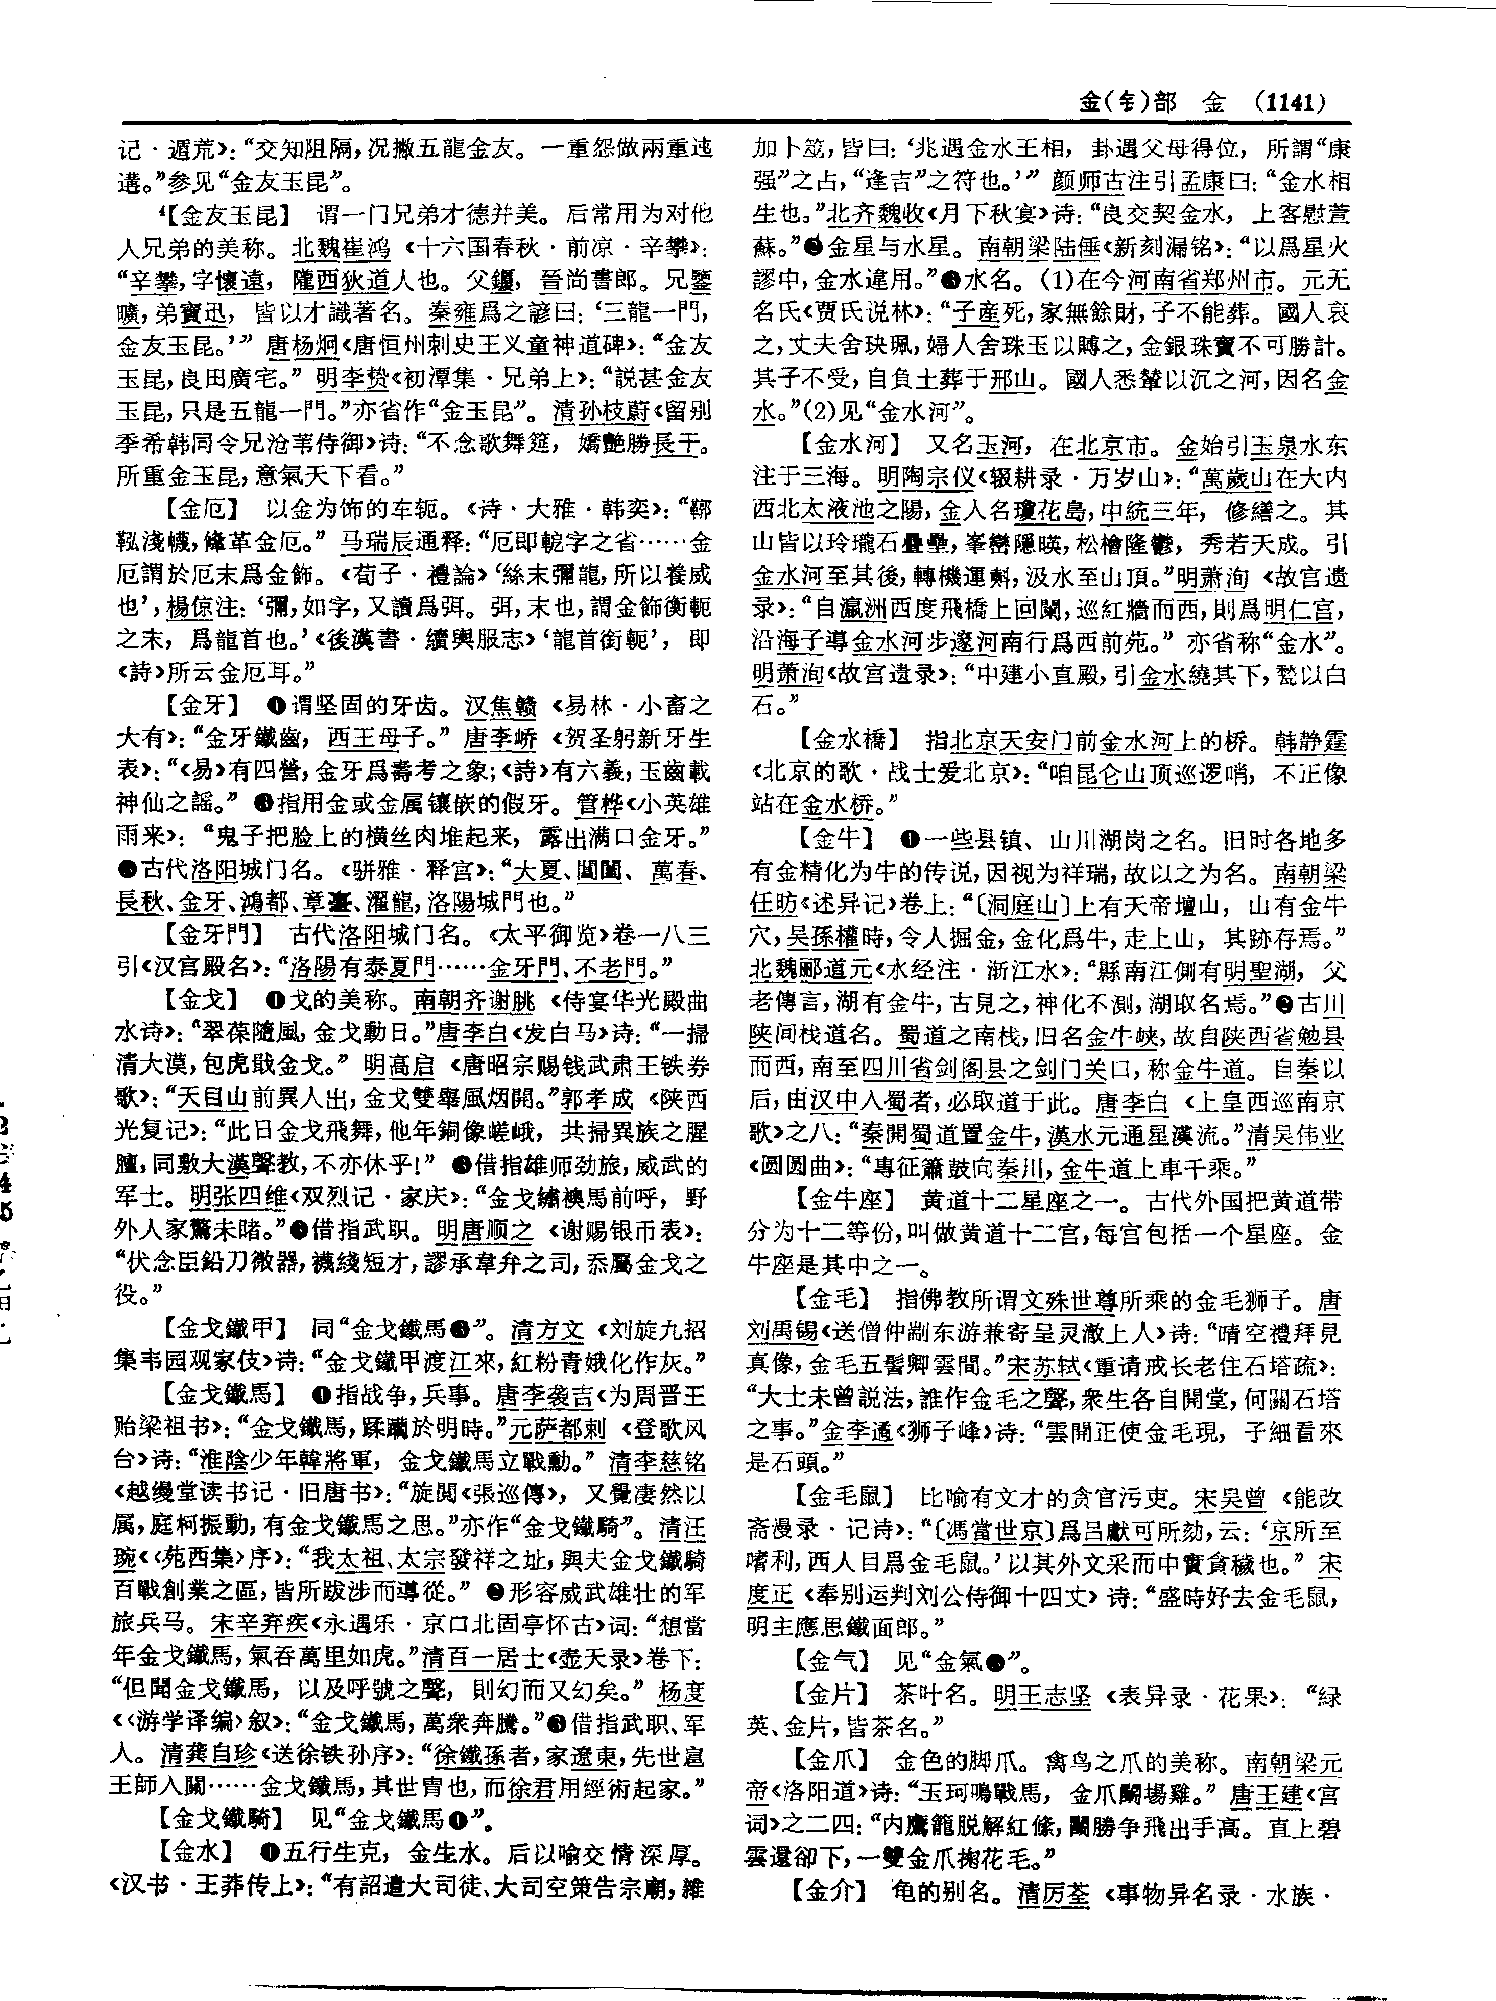 金(钅)部　金　(1141)
记·遁荒》：“交知阻隔，况撇五龍金友。一重怨做兩重迍
邅。”参见“金友玉昆”。
【金友玉昆】　谓一门兄弟才德并美。后常用为对他
人兄弟的美称。北魏崔鸿《十六国春秋·前凉·辛攀》：
“辛攀，字懷遠，隴西狄道人也。父鑺，晉尚書郎。兄鑒
曠，弟寶迅，皆以才識著名。秦雍爲之諺曰：‘三龍一門，
金友玉昆。’”唐杨炯《唐恒州刺史王义童神道碑》：“金友
玉昆，良田廣宅。”明李贽《初潭集·兄弟上》：“説甚金友
玉昆，只是五龍一門。”亦省作“金玉昆”。清孙枝蔚《留别
季希韩同令兄沧苇侍御》诗：“不念歌舞筵，嬌艷勝長干。
所重金玉昆，意氣天下看。”
【金厄】　以金为饰的车轭。《诗·大雅·韩奕》：“鞹
鞃淺幭，鞗革金厄。”马瑞辰通释：“厄即軶字之省……金
厄謂於厄末爲金飾。《荀子·禮論》‘絲末彌龍，所以養威
也’，楊倞注：‘彌，如字，又讀爲弭。弭，末也，謂金飾衡軶
之末，爲龍首也。’《後漢書·續輿服志》‘龍首銜軶’，即
《詩》所云金厄耳。”
【金牙】　❶谓坚固的牙齿。汉焦赣《易林·小畜之
大有》：“金牙鐵齒，西王母子。”唐李峤《贺圣躬新牙生
表》：“《易》有四營，金牙爲壽考之象；《詩》有六義，玉齒載
神仙之謡。”❷指用金或金属镶嵌的假牙。管桦《小英雄
雨来》：“鬼子把脸上的横丝肉堆起来，露出满口金牙。”
❸古代洛阳城门名。《骈雅·释宫》：“大夏、閶闔、萬春、
長秋、金牙、鴻都、章臺、濯龍，洛陽城門也。”
【金牙門】　古代洛阳城门名。《太平御览》卷一八三
引《汉宫殿名》：“洛陽有泰夏門……金牙門、不老門。”
【金戈】　❶戈的美称。南朝齐谢朓《侍宴华光殿曲
水诗》：“翠葆隨風，金戈動日。”唐李白《发白马》诗：“一掃
清大漠，包虎戢金戈。”明高启《唐昭宗赐钱武肃王铁券
歌》：“天目山前異人出，金戈雙舉風烟開。”郭孝成《陕西
光复记》：“此日金戈飛舞，他年銅像嵯峨，共掃異族之腥
膻，同敷大漢聲教，不亦休乎！”❷借指雄师劲旅，威武的
军士。明张四维《双烈记·家庆》：“金戈繡襖馬前呼，野
外人家驚未睹。”❸借指武职。明唐顺之《谢赐银币表》：
“伏念臣鉛刀微器，襪綫短才，謬承韋弁之司，忝屬金戈之
役。”
【金戈鐵甲】　同“金戈鐵馬❷”。清方文《刘旋九招
集韦园观家伎》诗：“金戈鐵甲渡江來，紅粉青娥化作灰。”
【金戈鐵馬】　❶指战争，兵事。唐李袭吉《为周晋王
贻梁祖书》：“金戈鐵馬，蹂躪於明時。”元萨都剌《登歌风
台》诗：“淮陰少年韓將軍，金戈鐵馬立戰勳。”清李慈铭
《越缦堂读书记·旧唐书》：“旋閲《張巡傳》，又覺凄然以
厲，庭柯振動，有金戈鐵馬之思。”亦作“金戈鐵騎”。清汪
琬《〈苑西集〉序》：“我太祖、太宗發祥之址，與夫金戈鐵騎
百戰創業之區，皆所跋涉而導從。”❷形容威武雄壮的军
旅兵马。宋辛弃疾《永遇乐·京口北固亭怀古》词：“想當
年金戈鐵馬，氣吞萬里如虎。”清百一居士《壶天录》卷下：
“但聞金戈鐵馬，以及呼號之聲，則幻而又幻矣。”杨度
《〈游学译编〉叙》：“金戈鐵馬，萬衆奔騰。”❸借指武职、军
人。清龚自珍《送徐铁孙序》：“徐鐵孫者，家遼東，先世扈
王師入關……金戈鐵馬，其世胄也，而徐君用經術起家。”
【金戈鐵騎】　见“金戈鐵馬❶”。
【金水】　❶五行生克，金生水。后以喻交情深厚。
《汉书·王莽传上》：“有詔遣大司徒、大司空策告宗廟，雜
加卜筮，皆曰：‘兆遇金水王相，卦遇父母得位，所謂“康
强”之占，“逢吉”之符也。’”颜师古注引孟康曰：“金水相
生也。”北齐魏收《月下秋宴》诗：“良交契金水，上客慰萱
蘇。”❷金星与水星。南朝梁陆倕《新刻漏铭》：“以爲星火
謬中，金水違用。”❸水名。(1)在今河南省郑州市。元无
名氏《贾氏说林》：“子産死，家無餘財，子不能葬。國人哀
之，丈夫舍玦珮，婦人舍珠玉以賻之，金銀珠寶不可勝計。
其子不受，自負土葬于邢山。國人悉輦以沉之河，因名金
水。”(2)见“金水河”。
【金水河】　又名玉河，在北京市。金始引玉泉水东
注于三海。明陶宗仪《辍耕录·万岁山》：“萬歲山在大内
西北太液池之陽，金人名瓊花島，中統三年，修繕之。其
山皆以玲瓏石疊壘，峯巒隱暎，松檜隆鬱，秀若天成。引
金水河至其後，轉機運㪺，汲水至山頂。”明萧洵《故宫遗
录》：“自瀛洲西度飛橋上回闌，巡紅牆而西，則爲明仁宫，
沿海子導金水河步邃河南行爲西前苑。”亦省称“金水”。
明萧洵《故宫遗录》：“中建小直殿，引金水繞其下，甃以白
石。”
【金水橋】　指北京天安门前金水河上的桥。韩静霆
《北京的歌·战士爱北京》：“咱昆仑山顶巡逻哨，不正像
站在金水桥。”
【金牛】　❶一些县镇、山川湖岗之名。旧时各地多
有金精化为牛的传说，因视为祥瑞，故以之为名。南朝梁
任昉《述异记》卷上：“〔洞庭山〕上有天帝壇山，山有金牛
穴，吴孫權時，令人掘金，金化爲牛，走上山，其跡存焉。”
北魏郦道元《水经注·浙江水》：“縣南江側有明聖湖，父
老傳言，湖有金牛，古見之，神化不測，湖取名焉。”❷古川
陕间栈道名。蜀道之南栈，旧名金牛峡，故自陕西省勉县
而西，南至四川省剑阁县之剑门关口，称金牛道。自秦以
后，由汉中入蜀者，必取道于此。唐李白《上皇西巡南京
歌》之八：“秦開蜀道置金牛，漢水元通星漢流。”清吴伟业
《圆圆曲》：“專征簫鼓向秦川，金牛道上車千乘。”
【金牛座】　黄道十二星座之一。古代外国把黄道带
分为十二等份，叫做黄道十二宫，每宫包括一个星座。金
牛座是其中之一。
【金毛】　指佛教所谓文殊世尊所乘的金毛狮子。唐
刘禹锡《送僧仲剬东游兼寄呈灵澈上人》诗：“晴空禮拜見
真像，金毛五髻卿雲間。”宋苏轼《重请戒长老住石塔疏》：
“大士未曾説法，誰作金毛之聲，衆生各自開堂，何關石塔
之事。”金李遹《狮子峰》诗：“雲開正使金毛現，子細看來
是石頭。”
【金毛鼠】　比喻有文才的贪官污吏。宋吴曾《能改
斋漫录·记诗》：“〔馮當世京〕爲吕獻可所劾，云：‘京所至
嗜利，西人目爲金毛鼠。’以其外文采而中實貪穢也。”宋
度正《奉别运判刘公侍御十四丈》诗：“盛時好去金毛鼠，
明主應思鐵面郎。”
【金气】　见“金氣❸”。
【金片】　茶叶名。明王志坚《表异录·花果》：“緑
英、金片，皆茶名。”
【金爪】　金色的脚爪。禽鸟之爪的美称。南朝梁元
帝《洛阳道》诗：“玉珂鳴戰馬，金爪鬭場雞。”唐王建《宫
词》之二四：“内鷹籠脱解紅絛，鬭勝争飛出手高。直上碧
雲還卻下，一雙金爪掬花毛。”
【金介】　龟的别名。清厉荃《事物异名录·水族·